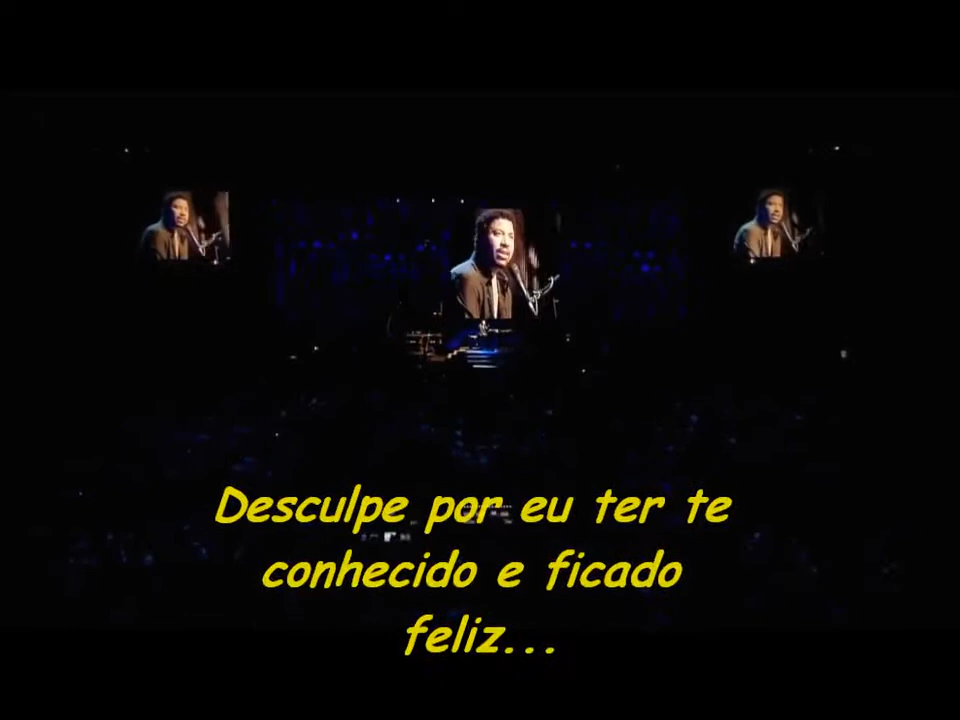 Desculpe por eu ter te
conhecido e ficado
feliz...